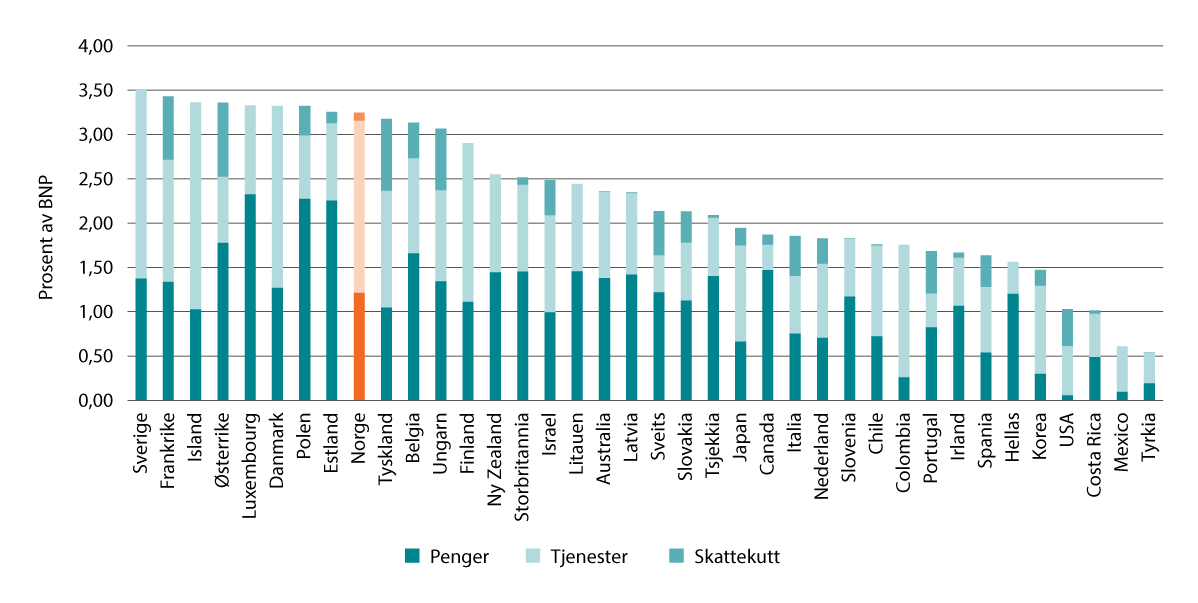 4,00
3,50
3,00
2,50
2,00
1,50
1,00
0,50
0,00
Prosent av BNP
Sverige
Frankrike
Island
Østerrike
Luxembourg
Danmark
Polen
Estland
Norge
Tyskland
Belgia
Ungarn
Finland
Ny Zealand
Storbritannia
Israel
Litauen
Australia
Latvia
Sveits
Slovakia
Tsjekkia
Japan
Canada
Italia
Nederland
Slovenia
Chile
Colombia
Portugal
Irland
Spania
Hellas
Korea
USA
Costa Rica
Mexico
Tyrkia
Penger
Tjenester
Skattekutt